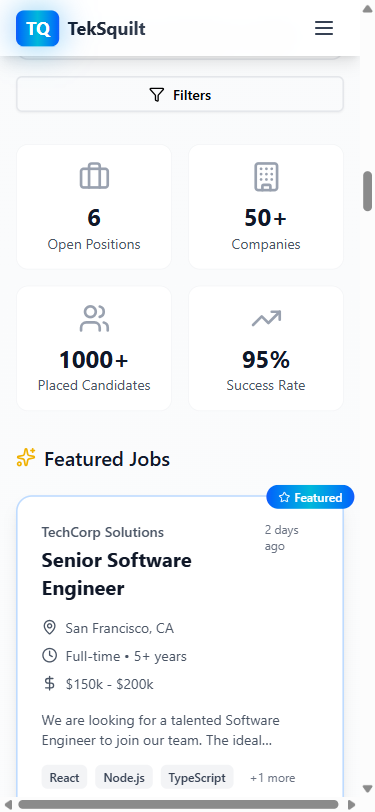 TQ TekSquilt
Filters
6
Open Positions
50+
Companies
1000+
Placed Candidates
95%
Success Rate
Featured Jobs
Featured
TechCorp Solutions
2 days
ago
Senior Software
Engineer
San Francisco, CA
Full-time • 5+ years
$150k - $200k
We are looking for a talented Software
Engineer to join our team. The ideal...
React Node.js TypeScript +1 more